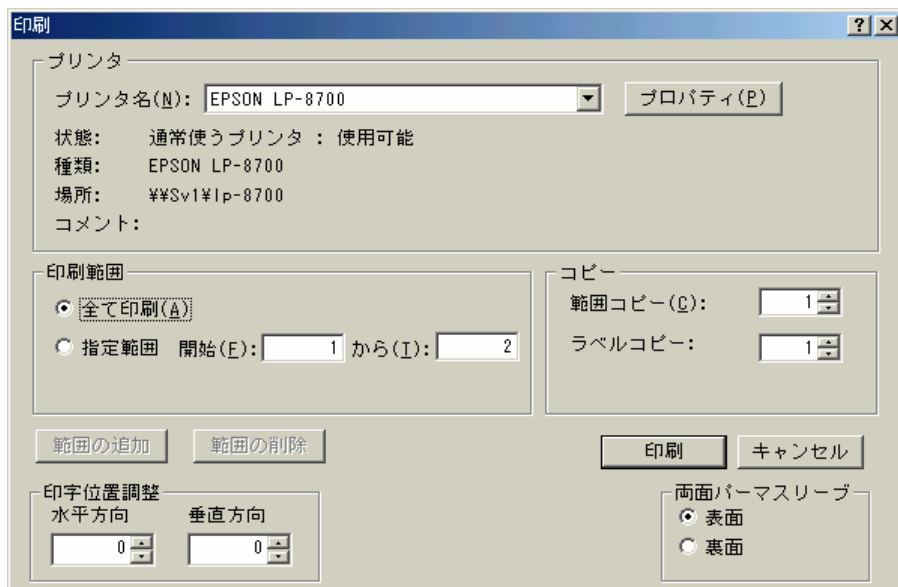 印刷
プリンタ
プリンタ名(N): EPSON LP-8700 プロパティ(P)
状態: 通常使うプリンタ : 使用可能
種類: EPSON LP-8700
場所: ¥¥Sv1¥lp-8700
コメント:
印刷範囲
全て印刷(A)
指定範囲 開始(F): 1 から(T): 2
コピー
範囲コピー(C): 1
ラベルコピー: 1
範囲の追加 範囲の削除
印刷 キャンセル
印字位置調整
水平方向 垂直方向
0 0
両面パーマスリーブ
表面
裏面